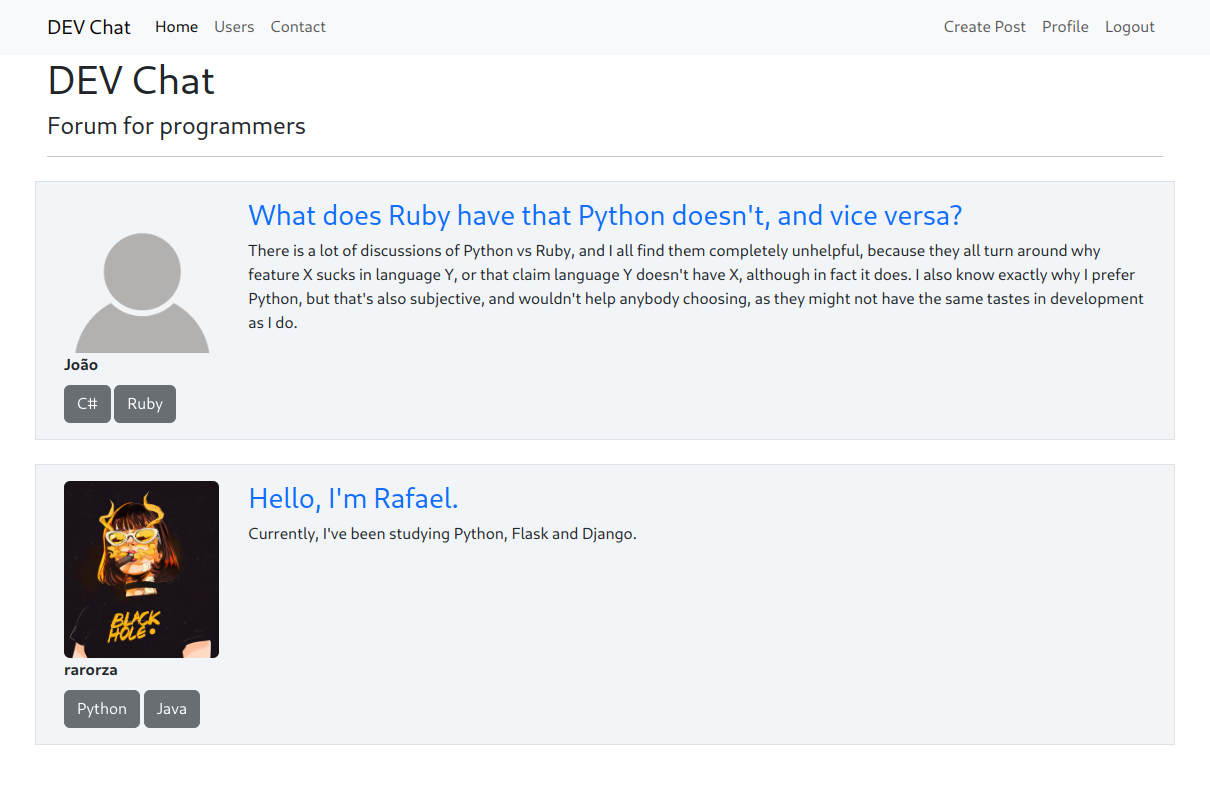 DEV Chat Home Users Contact Create Post Profile Logout
DEV Chat
Forum for programmers
What does Ruby have that Python doesn't, and vice versa?
There is a lot of discussions of Python vs Ruby, and I all find them completely unhelpful, because they all turn around why
feature X sucks in language Y, or that claim language Y doesn't have X, although in fact it does. I also know exactly why I prefer
Python, but that's also subjective, and wouldn't help anybody choosing, as they might not have the same tastes in development
as I do.
João
C# Ruby
Hello, I'm Rafael.
Currently, I've been studying Python, Flask and Django.
BLACK
HOLE
rarorza
Python Java